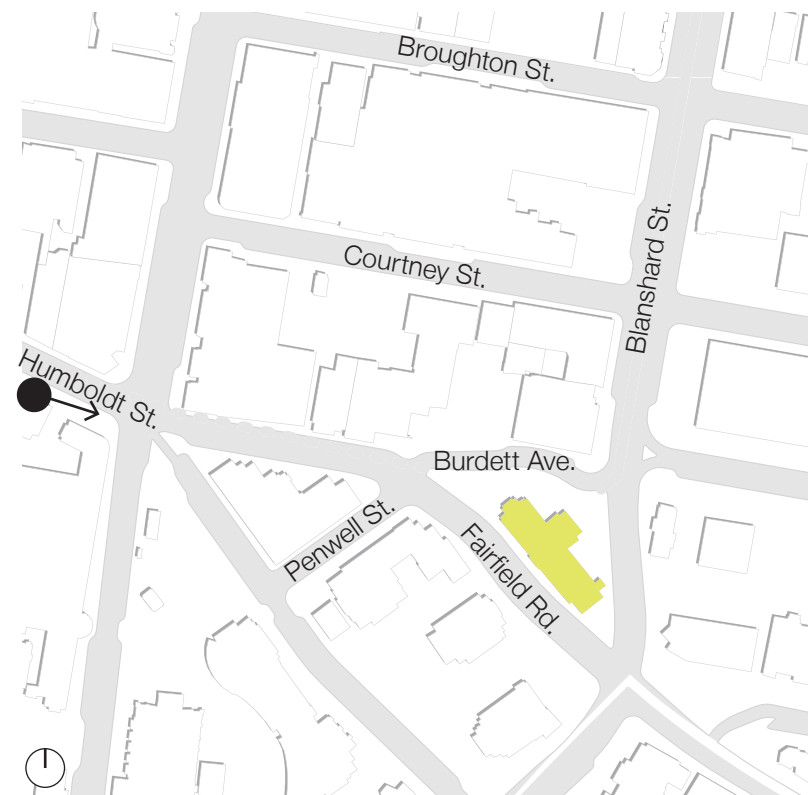 Broughton St.
Courtney St.
Blanshard St.
Humboldt St.
Burdett Ave.
Penwell St.
Fairfield Rd.